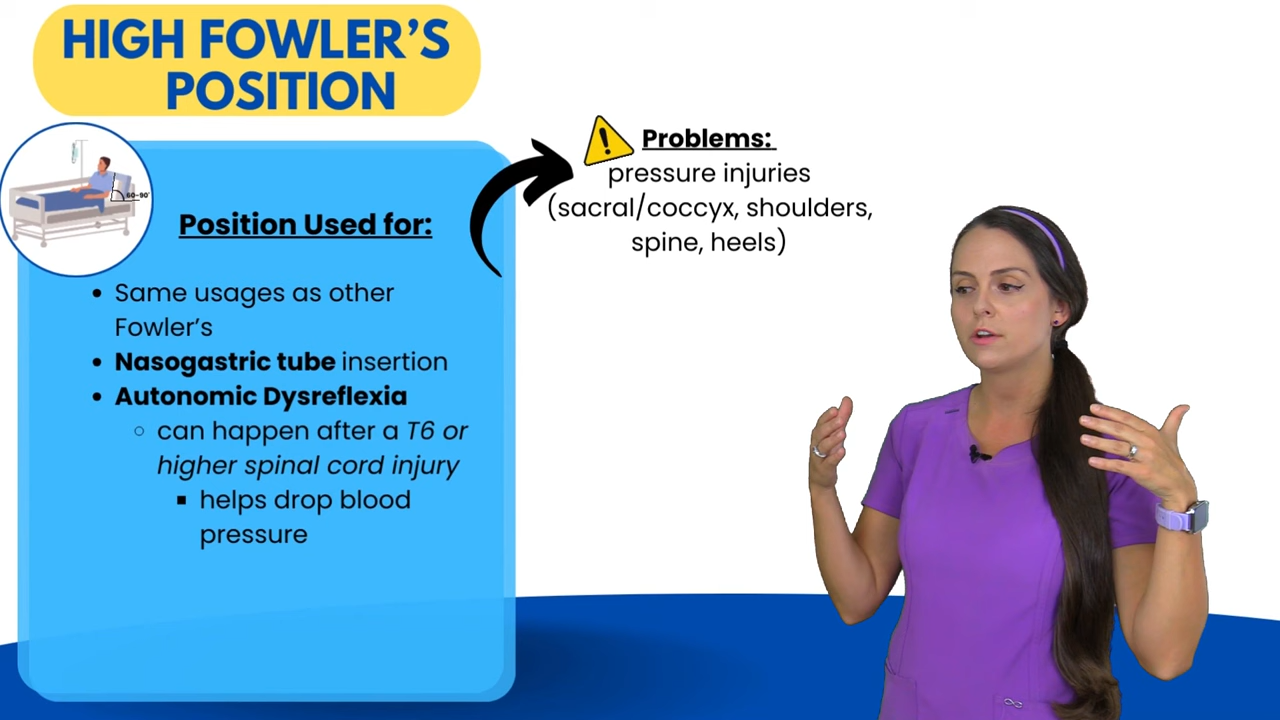 HIGH FOWLER’S
POSITION
60-90°
Position Used for:
• Same usages as other
Fowler’s
• Nasogastric tube insertion
• Autonomic Dysreflexia
○ can happen after a T6 or
higher spinal cord injury
▪ helps drop blood
pressure
Problems:
pressure injuries
(sacral/coccyx, shoulders,
spine, heels)